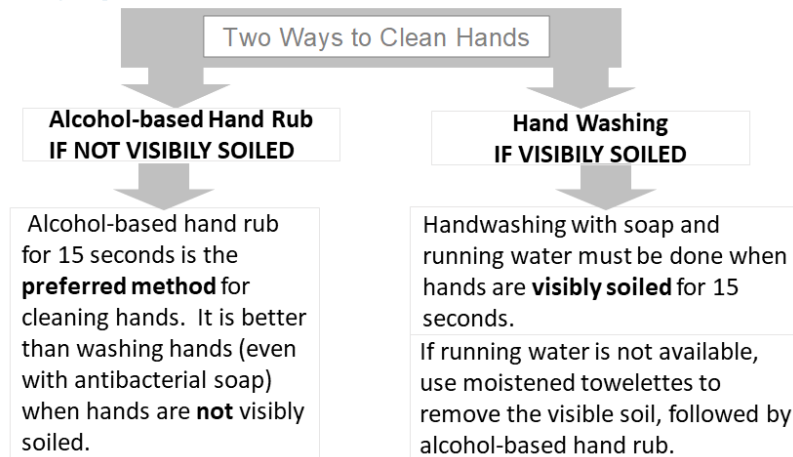 Two Ways to Clean Hands
Alcohol-based Hand Rub
IF NOT VISIBILY SOILED
Alcohol-based hand rub
for 15 seconds is the
preferred method for
cleaning hands.  It is better
than washing hands (even
with antibacterial soap)
when hands are not visibly
soiled.
Hand Washing
IF VISIBILY SOILED
Handwashing with soap and
running water must be done when
hands are visibly soiled for 15
seconds.
If running water is not available,
use moistened towelettes to
remove the visible soil, followed by
alcohol-based hand rub.